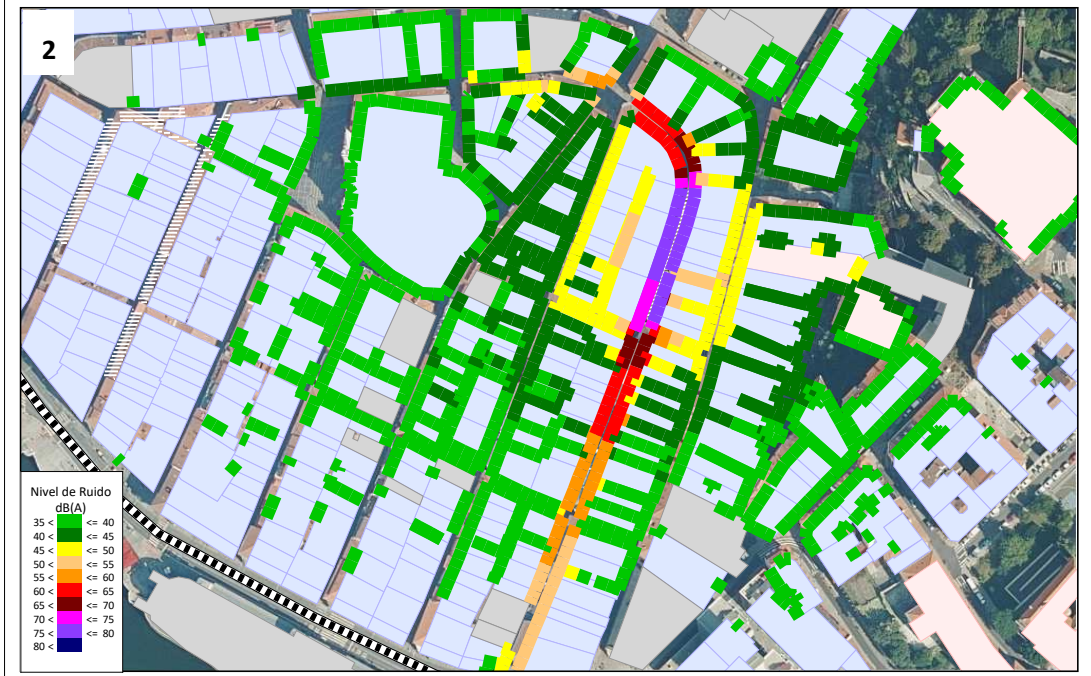 2
Nivel de Ruido
dB(A)
35 < <= 40
40 < <= 45
45 < <= 50
50 < <= 55
55 < <= 60
60 < <= 65
65 < <= 70
70 < <= 75
75 < <= 80
80 <